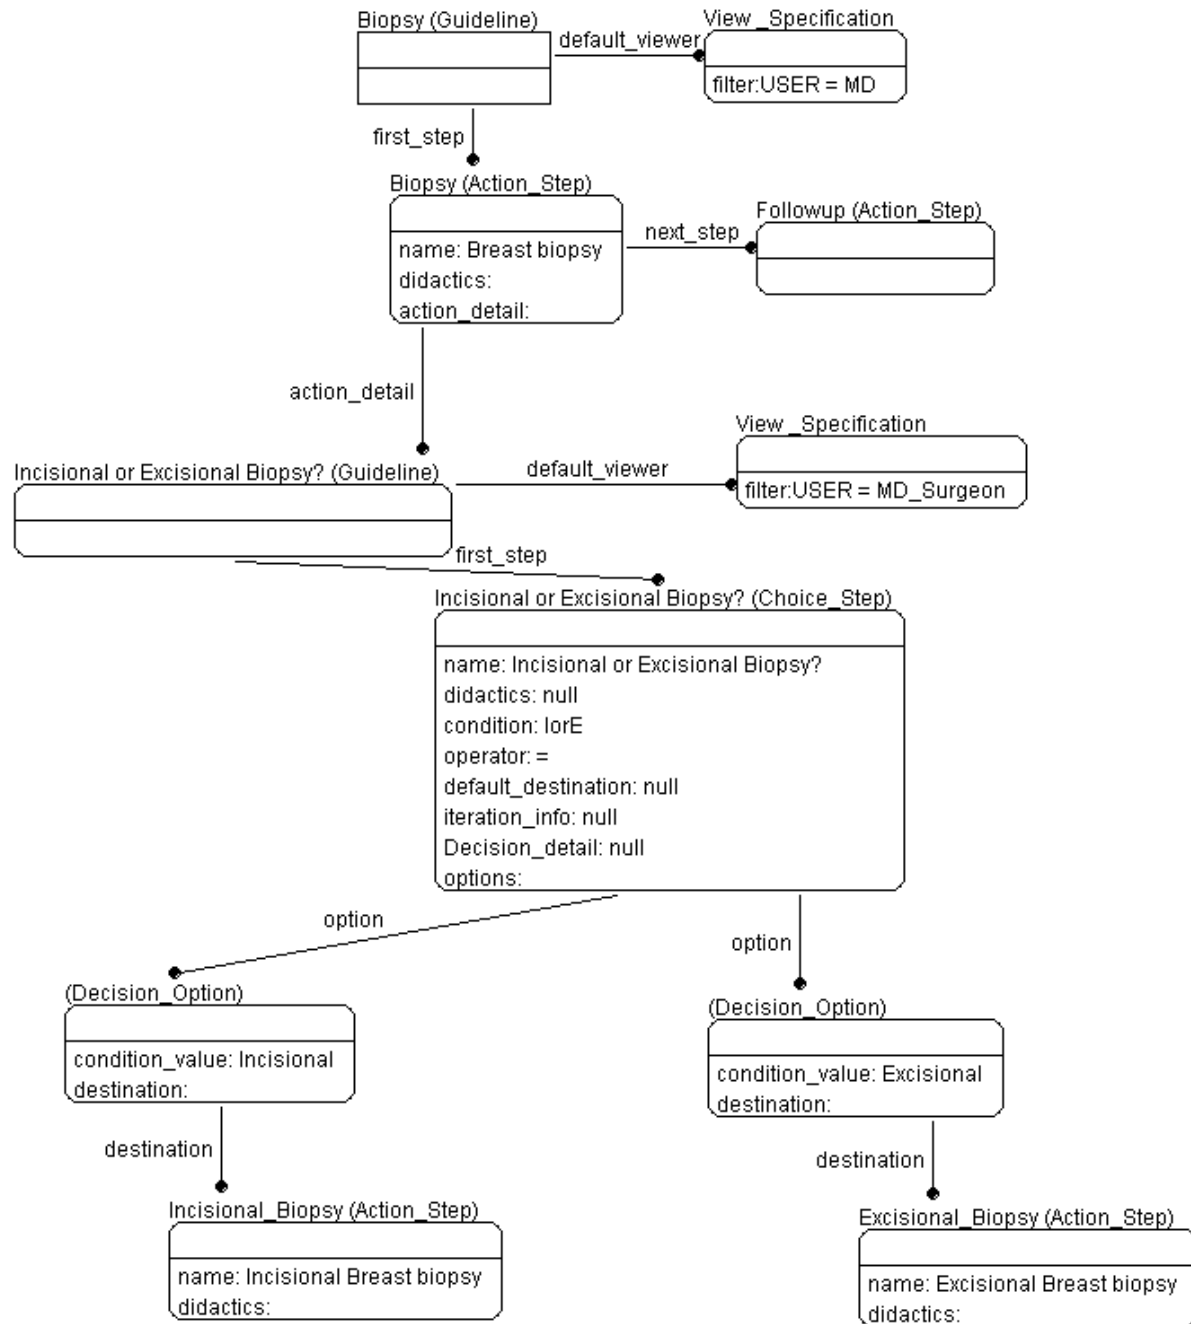 Biopsy (Guideline)
default_viewer
View _Specification
filter:USER = MD
first_step
Biopsy (Action_Step)
name: Breast biopsy
didactics:
action_detail:
next_step
Followup (Action_Step)
action_detail
Incisional or Excisional Biopsy? (Guideline)
default_viewer
View _Specification
filter:USER = MD_Surgeon
first_step
Incisional or Excisional Biopsy? (Choice_Step)
name: Incisional or Excisional Biopsy?
didactics: null
condition: IorE
operator: =
default_destination: null
iteration_info: null
Decision_detail: null
options:
option
option
(Decision_Option)
condition_value: Incisional
destination:
(Decision_Option)
condition_value: Excisional
destination:
destination
destination
Incisional_Biopsy (Action_Step)
name: Incisional Breast biopsy
didactics:
Excisional_Biopsy (Action_Step)
name: Excisional Breast biopsy
didactics: